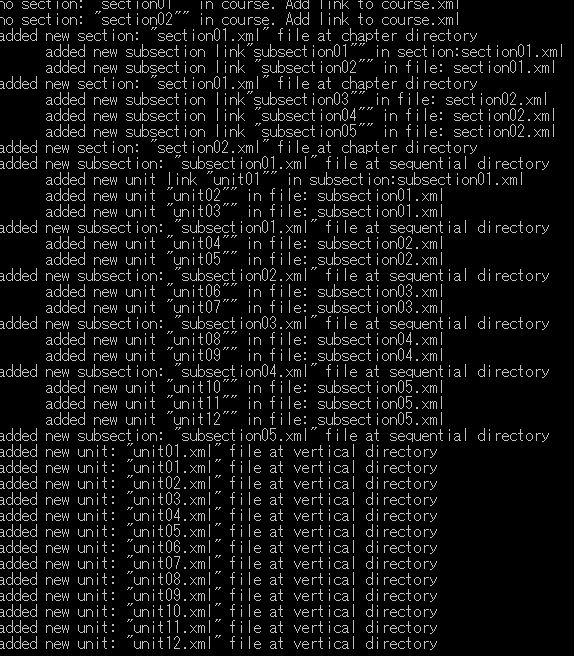 no section: "section01"" in course. Add link to course.xml
no section: "section02"" in course. Add link to course.xml
added new section: "section01.xml" file at chapter directory
added new subsection link"subsection01"" in section:section01.xml
added new subsection link "subsection02"" in file: section01.xml
added new section: "section01.xml" file at chapter directory
added new subsection link"subsection03"" in file: section02.xml
added new subsection link "subsection04"" in file: section02.xml
added new subsection link "subsection05"" in file: section02.xml
added new section: "section02.xml" file at chapter directory
added new subsection: "subsection01.xml" file at sequential directory
added new unit link "unit01"" in subsection:subsection01.xml
added new unit "unit02"" in file: subsection01.xml
added new unit "unit03"" in file: subsection01.xml
added new subsection: "subsection01.xml" file at sequential directory
added new unit "unit04"" in file: subsection02.xml
added new unit "unit05"" in file: subsection02.xml
added new subsection: "subsection02.xml" file at sequential directory
added new unit "unit06"" in file: subsection03.xml
added new unit "unit07"" in file: subsection03.xml
added new subsection: "subsection03.xml" file at sequential directory
added new unit "unit08"" in file: subsection04.xml
added new unit "unit09"" in file: subsection04.xml
added new subsection: "subsection04.xml" file at sequential directory
added new unit "unit10"" in file: subsection05.xml
added new unit "unit11"" in file: subsection05.xml
added new unit "unit12"" in file: subsection05.xml
added new subsection: "subsection05.xml" file at sequential directory
added new unit: "unit01.xml" file at vertical directory
added new unit: "unit01.xml" file at vertical directory
added new unit: "unit02.xml" file at vertical directory
added new unit: "unit03.xml" file at vertical directory
added new unit: "unit04.xml" file at vertical directory
added new unit: "unit05.xml" file at vertical directory
added new unit: "unit06.xml" file at vertical directory
added new unit: "unit07.xml" file at vertical directory
added new unit: "unit08.xml" file at vertical directory
added new unit: "unit09.xml" file at vertical directory
added new unit: "unit10.xml" file at vertical directory
added new unit: "unit11.xml" file at vertical directory
added new unit: "unit12.xml" file at vertical directory